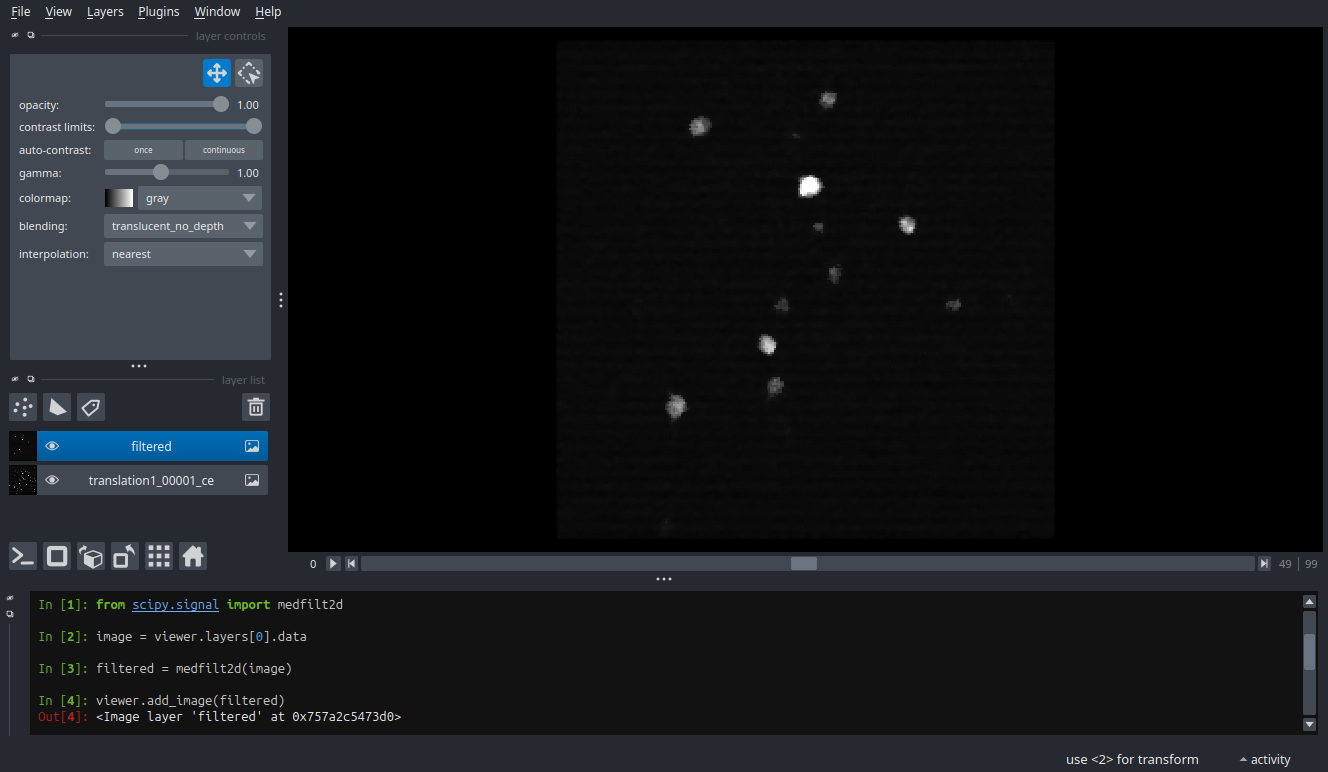 File View Layers Plugins Window Help
layer controls
opacity: 1.00
contrast limits:
auto-contrast: once continuous
gamma: 1.00
colormap: gray
blending: translucent_no_depth
interpolation: nearest
layer list
filtered
translation1_00001_ce
0 49 99
In [1]: from scipy.signal import medfilt2d
In [2]: image = viewer.layers[0].data
In [3]: filtered = medfilt2d(image)
In [4]: viewer.add_image(filtered)
Out[4]: <Image layer 'filtered' at 0x757a2c5473d0>
use <2> for transform activity